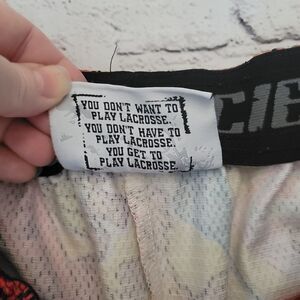 YOU DON'T WANT TO
PLAY LACROSSE.
YOU DON'T HAVE TO
PLAY LACROSSE.
YOU GET TO
PLAY LACROSSE.